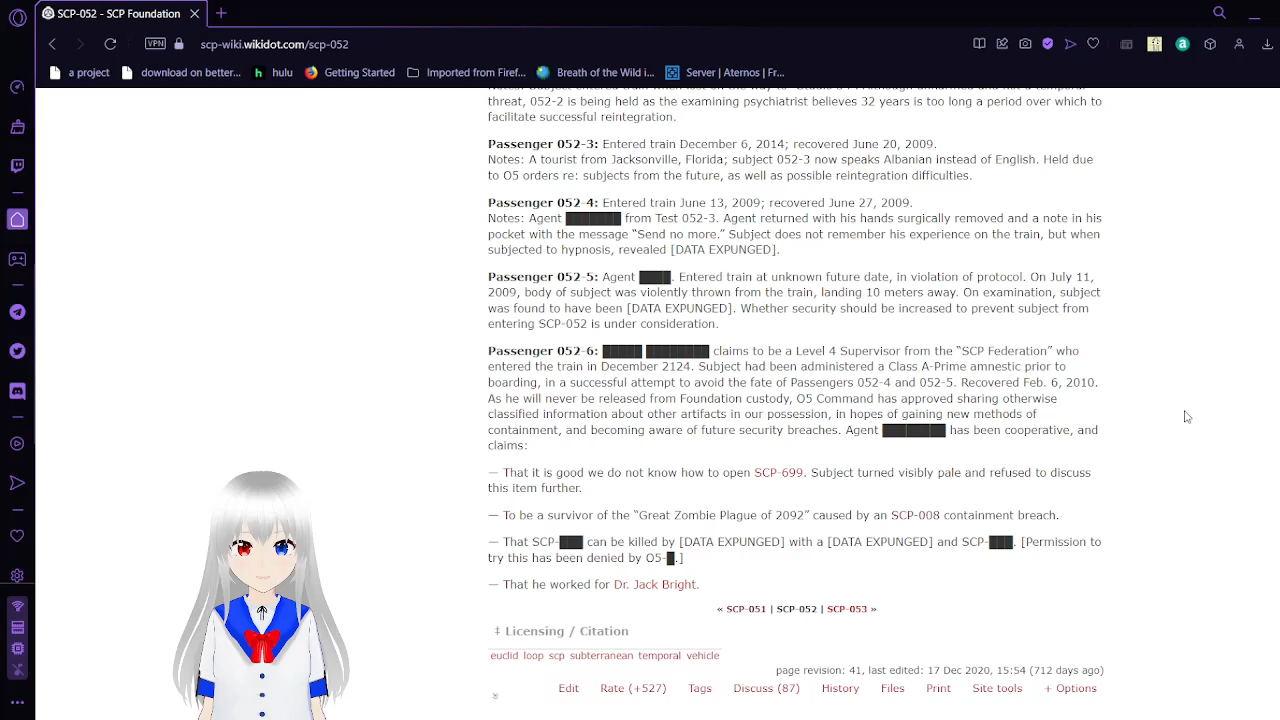 SCP-052 - SCP Foundation
VPN
scp-wiki.wikidot.com/scp-052
a project
download on better...
h hulu
Getting Started
Imported from Firef...
Breath of the Wild i...
Server | Aternos | Fr...
threat, 052-2 is being held as the examining psychiatrist believes 32 years is too long a period over which to
facilitate successful reintegration.
Passenger 052-3: Entered train December 6, 2014; recovered June 20, 2009.
Notes: A tourist from Jacksonville, Florida; subject 052-3 now speaks Albanian instead of English. Held due
to O5 orders re: subjects from the future, as well as possible reintegration difficulties.
Passenger 052-4: Entered train June 13, 2009; recovered June 27, 2009.
Notes: Agent ███████ from Test 052-3. Agent returned with his hands surgically removed and a note in his
pocket with the message “Send no more.” Subject does not remember his experience on the train, but when
subjected to hypnosis, revealed [DATA EXPUNGED].
Passenger 052-5: Agent ████. Entered train at unknown future date, in violation of protocol. On July 11,
2009, body of subject was violently thrown from the train, landing 10 meters away. On examination, subject
was found to have been [DATA EXPUNGED]. Whether security should be increased to prevent subject from
entering SCP-052 is under consideration.
Passenger 052-6: █████ ████████ claims to be a Level 4 Supervisor from the “SCP Federation” who
entered the train in December 2124. Subject had been administered a Class A-Prime amnestic prior to
boarding, in a successful attempt to avoid the fate of Passengers 052-4 and 052-5. Recovered Feb. 6, 2010.
As he will never be released from Foundation custody, O5 Command has approved sharing otherwise
classified information about other artifacts in our possession, in hopes of gaining new methods of
containment, and becoming aware of future security breaches. Agent ████████ has been cooperative, and
claims:
— That it is good we do not know how to open SCP-699. Subject turned visibly pale and refused to discuss
this item further.
— To be a survivor of the “Great Zombie Plague of 2092” caused by an SCP-008 containment breach.
— That SCP-███ can be killed by [DATA EXPUNGED] with a [DATA EXPUNGED] and SCP-███. [Permission to
try this has been denied by O5-█.]
— That he worked for Dr. Jack Bright.
« SCP-051 | SCP-052 | SCP-053 »
‡ Licensing / Citation
euclid loop scp subterranean temporal vehicle
page revision: 41, last edited: 17 Dec 2020, 15:54 (712 days ago)
Edit Rate (+527) Tags Discuss (87) History Files Print Site tools + Options